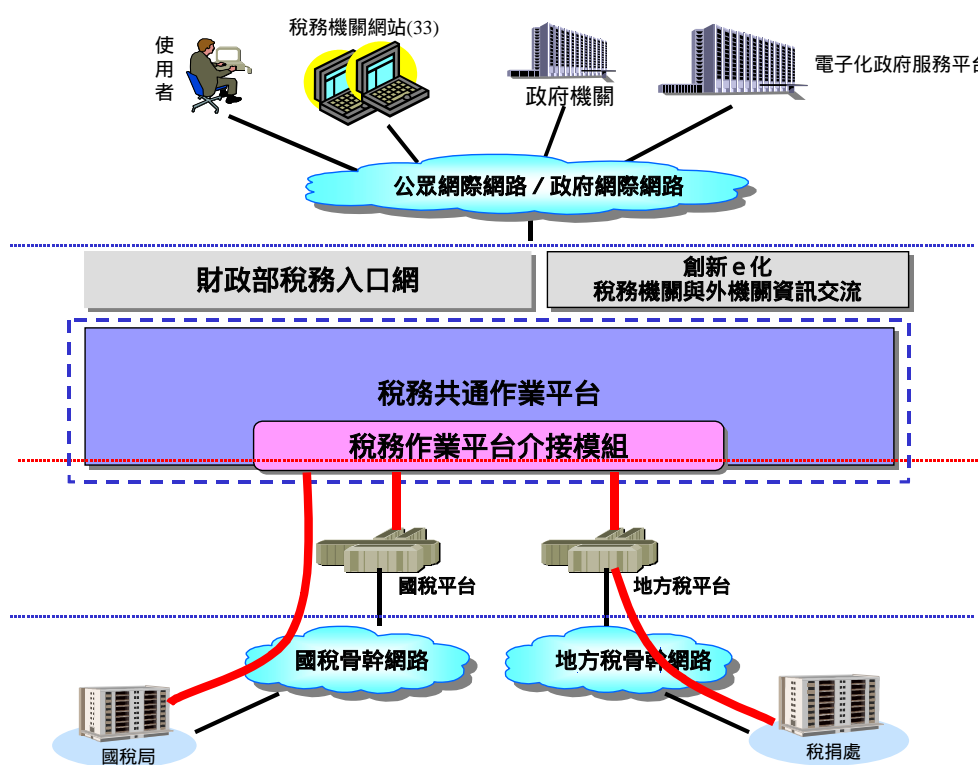 使用者
稅務機關網站(33)
政府機關
電子化政府服務平台
公眾網際網路 / 政府網際網路
財政部稅務入口網
創新e化
稅務機關與外機關資訊交流
稅務共通作業平台
稅務作業平台介接模組
國稅平台
地方稅平台
國稅骨幹網路
地方稅骨幹網路
國稅局
稅捐處